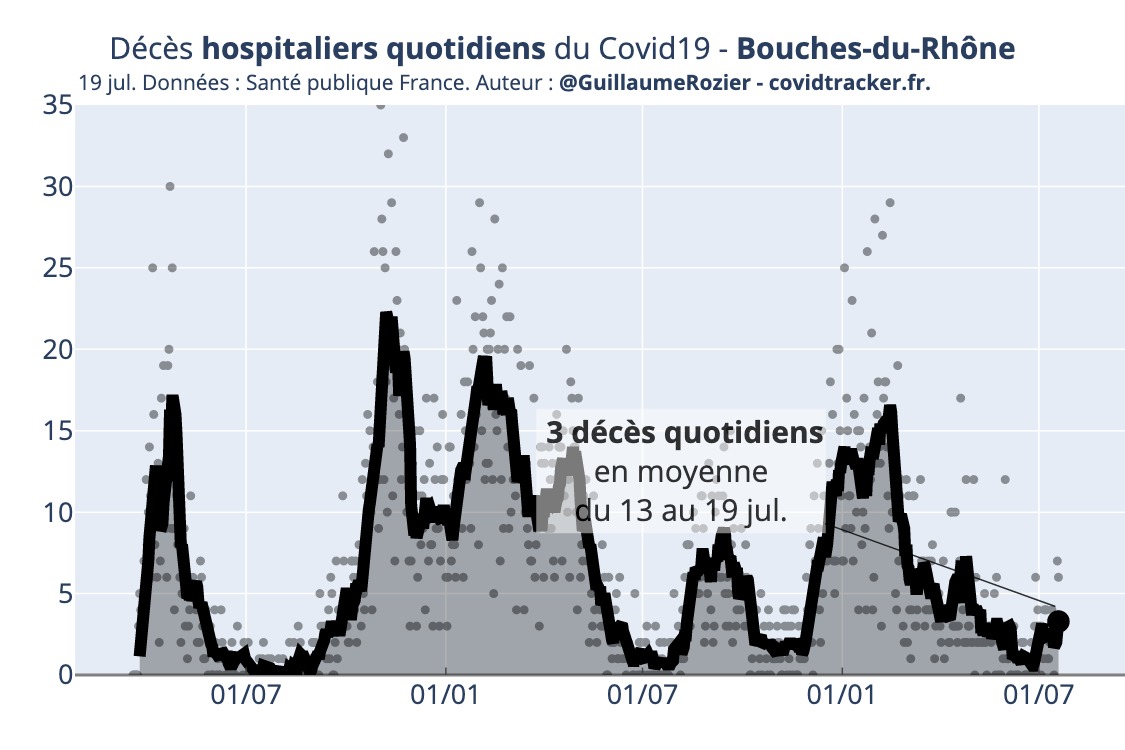 Décès hospitaliers quotidiens du Covid19 - Bouches-du-Rhône
19 jul. Données : Santé publique France. Auteur : @GuillaumeRozier - covidtracker.fr.
35
30
25
20
15
10
5
0
3 décès quotidiens
en moyenne
du 13 au 19 jul.
01/07 01/01 01/07 01/01 01/07